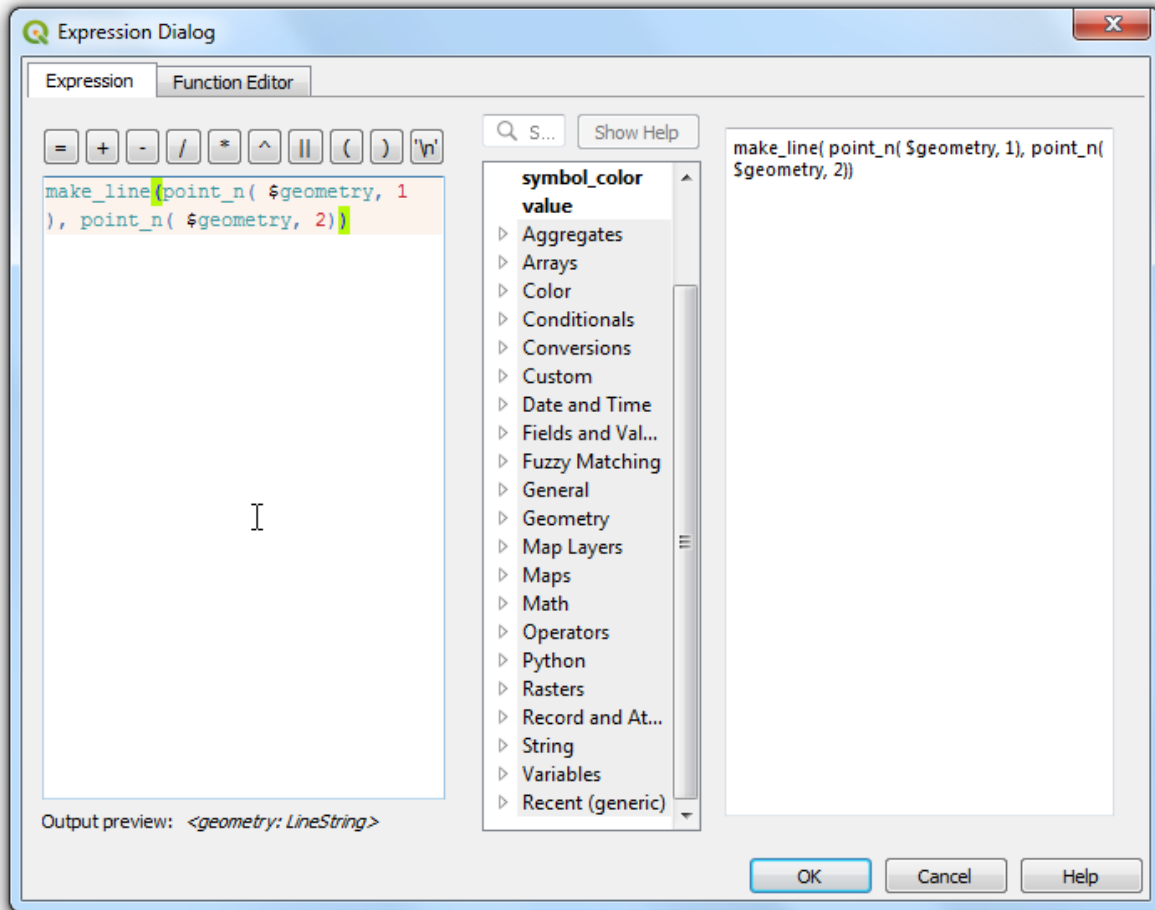 Expression Dialog
Expression
Function Editor
= + - / * ^ || ( ) '\n'
make_line(point_n( $geometry, 1
), point_n( $geometry, 2))
Output preview: <geometry: LineString>
S...
Show Help
symbol_color
value
Aggregates
Arrays
Color
Conditionals
Conversions
Custom
Date and Time
Fields and Val...
Fuzzy Matching
General
Geometry
Map Layers
Maps
Math
Operators
Python
Rasters
Record and At...
String
Variables
Recent (generic)
make_line( point_n( $geometry, 1), point_n(
$geometry, 2))
OK
Cancel
Help